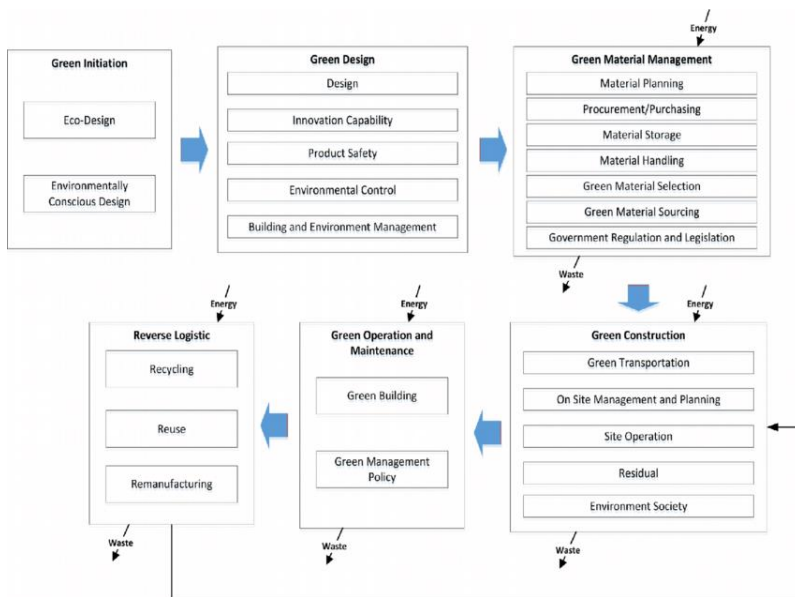 Green Initiation
Eco-Design
Environmentally
Conscious Design
Green Design
Design
Innovation Capability
Product Safety
Environmental Control
Building and Environment Management
Energy
Green Material Management
Material Planning
Procurement/Purchasing
Material Storage
Material Handling
Green Material Selection
Green Material Sourcing
Government Regulation and Legislation
Waste
Energy
Green Construction
Green Transportation
On Site Management and Planning
Site Operation
Residual
Environment Society
Waste
Energy
Green Operation and
Maintenance
Green Building
Green Management
Policy
Waste
Energy
Reverse Logistic
Recycling
Reuse
Remanufacturing
Waste